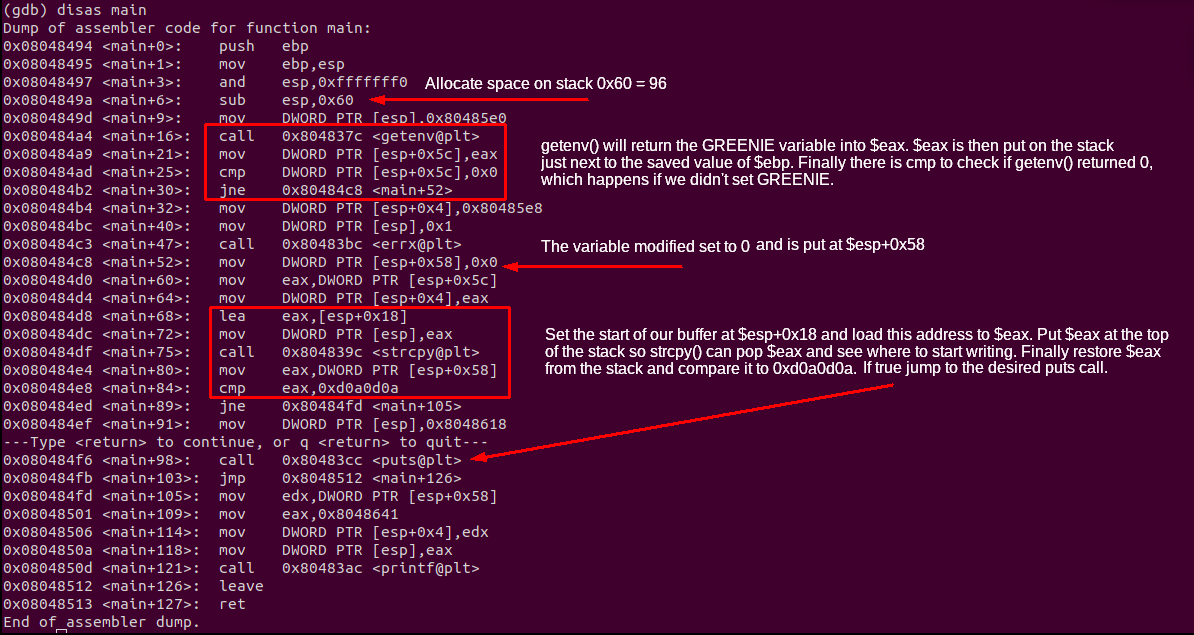 (gdb) disas main
Dump of assembler code for function main:
0x08048494 <main+0>: push ebp
0x08048495 <main+1>: mov ebp,esp
0x08048497 <main+3>: and esp,0xfffffff0
Allocate space on stack 0x60 = 96
0x0804849a <main+6>: sub esp,0x60
0x0804849d <main+9>: mov DWORD PTR [esp],0x80485e0
0x080484a4 <main+16>: call 0x804837c <getenv@plt>
0x080484a9 <main+21>: mov DWORD PTR [esp+0x5c],eax
0x080484ad <main+25>: cmp DWORD PTR [esp+0x5c],0x0
0x080484b2 <main+30>: jne 0x80484c8 <main+52>
getenv() will return the GREENIE variable into $eax. $eax is then put on the stack
just next to the saved value of $ebp. Finally there is cmp to check if getenv() returned 0,
which happens if we didn't set GREENIE.
0x080484b4 <main+32>: mov DWORD PTR [esp+0x4],0x80485e8
0x080484bc <main+40>: mov DWORD PTR [esp],0x1
0x080484c3 <main+47>: call 0x80483bc <errx@plt>
The variable modified set to 0 and is put at $esp+0x58
0x080484c8 <main+52>: mov DWORD PTR [esp+0x58],0x0
0x080484d0 <main+60>: mov eax,DWORD PTR [esp+0x5c]
0x080484d4 <main+64>: mov DWORD PTR [esp+0x4],eax
0x080484d8 <main+68>: lea eax,[esp+0x18]
0x080484dc <main+72>: mov DWORD PTR [esp],eax
0x080484df <main+75>: call 0x804839c <strcpy@plt>
0x080484e4 <main+80>: mov eax,DWORD PTR [esp+0x58]
0x080484e8 <main+84>: cmp eax,0xd0a0d0a
Set the start of our buffer at $esp+0x18 and load this address to $eax. Put $eax at the top
of the stack so strcpy() can pop $eax and see where to start writing. Finally restore $eax
from the stack and compare it to 0xd0a0d0a. If true jump to the desired puts call.
0x080484ed <main+89>: jne 0x80484fd <main+105>
0x080484ef <main+91>: mov DWORD PTR [esp],0x8048618
---Type <return> to continue, or q <return> to quit---
0x080484f6 <main+98>: call 0x80483cc <puts@plt>
0x080484fb <main+103>: jmp 0x8048512 <main+126>
0x080484fd <main+105>: mov edx,DWORD PTR [esp+0x58]
0x08048501 <main+109>: mov eax,0x8048641
0x08048506 <main+114>: mov DWORD PTR [esp+0x4],edx
0x0804850a <main+118>: mov DWORD PTR [esp],eax
0x0804850d <main+121>: call 0x80483ac <printf@plt>
0x08048512 <main+126>: leave
0x08048513 <main+127>: ret
End of assembler dump.